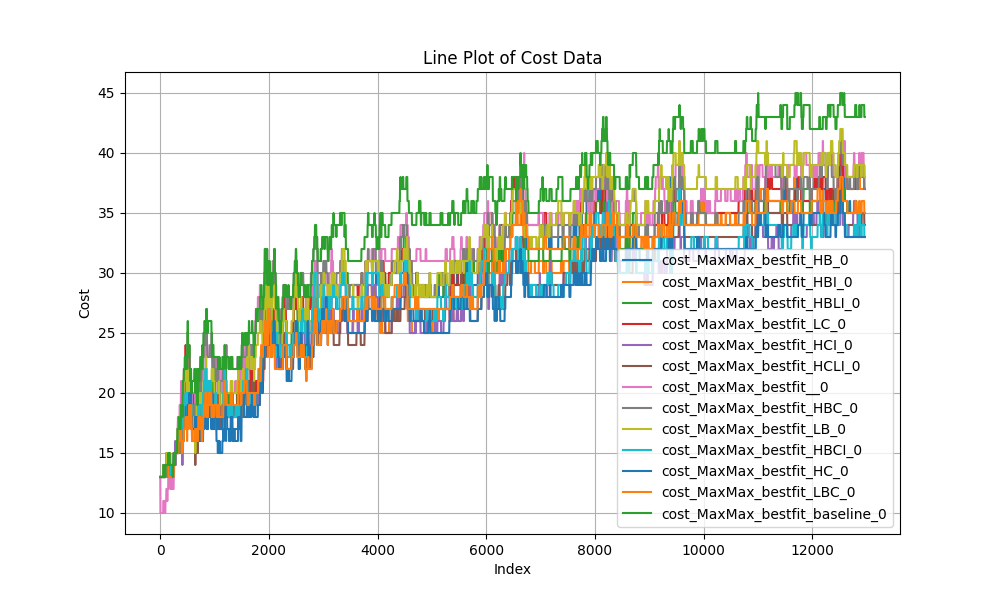 Line Plot of Cost Data
Cost
45
40
35
30
25
20
15
10
cost_MaxMax_bestfit_HB_0
cost_MaxMax_bestfit_HBI_0
cost_MaxMax_bestfit_HBLI_0
cost_MaxMax_bestfit_LC_0
cost_MaxMax_bestfit_HCI_0
cost_MaxMax_bestfit_HCLI_0
cost_MaxMax_bestfit__0
cost_MaxMax_bestfit_HBC_0
cost_MaxMax_bestfit_LB_0
cost_MaxMax_bestfit_HBCI_0
cost_MaxMax_bestfit_HC_0
cost_MaxMax_bestfit_LBC_0
cost_MaxMax_bestfit_baseline_0
0 2000 4000 6000 8000 10000 12000
Index